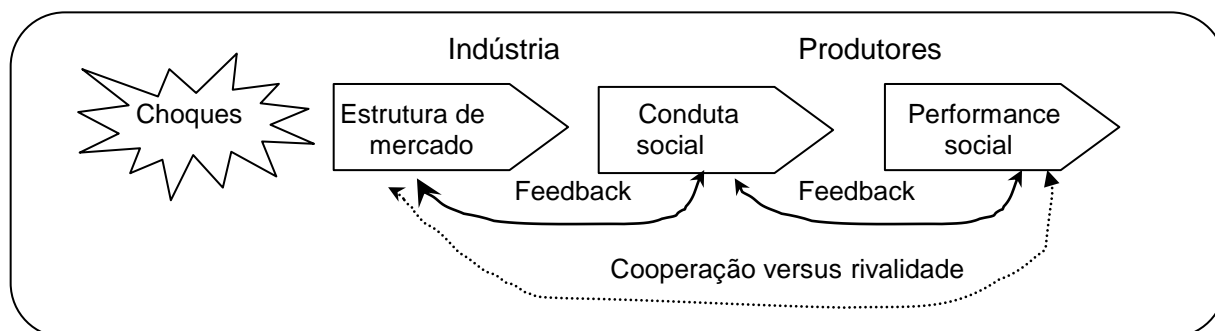 Indústria
Produtores
Choques
Estrutura de
mercado
Conduta
social
Performance
social
Feedback
Feedback
Cooperação versus rivalidade